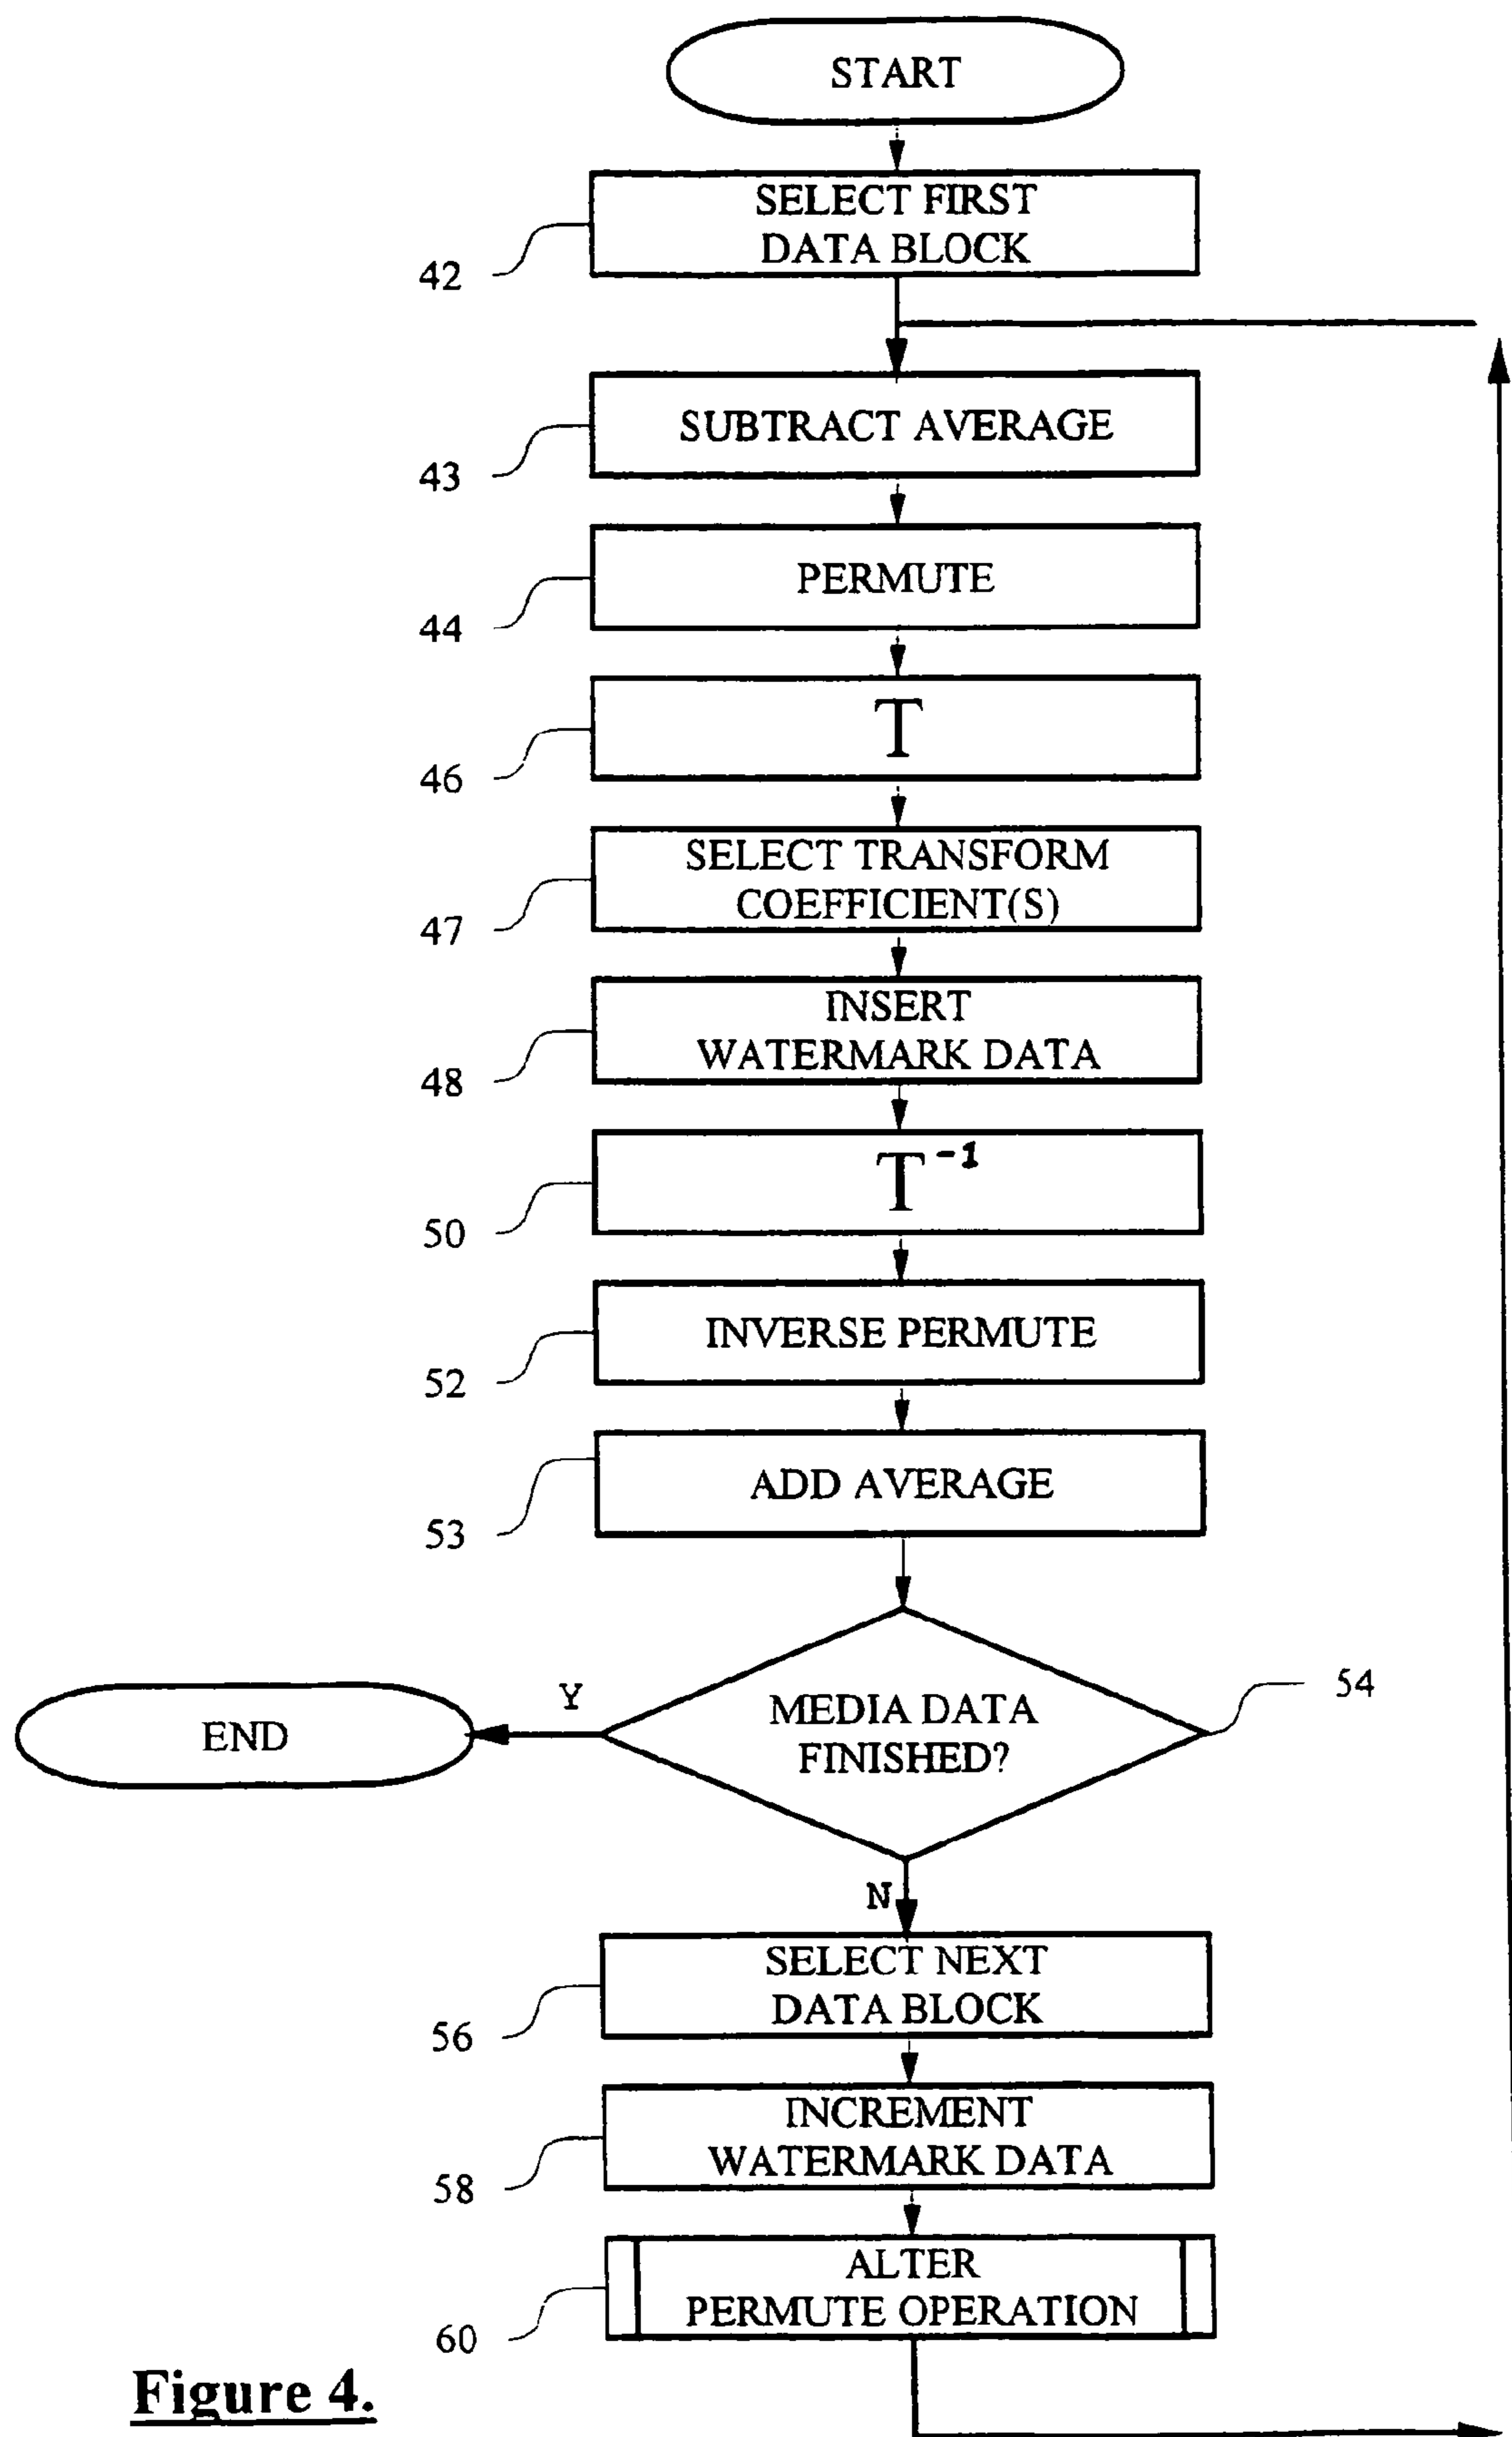 START
SELECT FIRST
DATA BLOCK
42
SUBTRACT AVERAGE
43
PERMUTE
44
T
46
SELECT TRANSFORM
COEFFICIENT(S)
47
INSERT
WATERMARK DATA
48
T -1
50
INVERSE PERMUTE
52
ADD AVERAGE
53
MEDIA DATA
FINISHED?
54
Y
END
N
SELECT NEXT
DATA BLOCK
56
INCREMENT
WATERMARK DATA
58
ALTER
PERMUTE OPERATION
60
Figure 4.